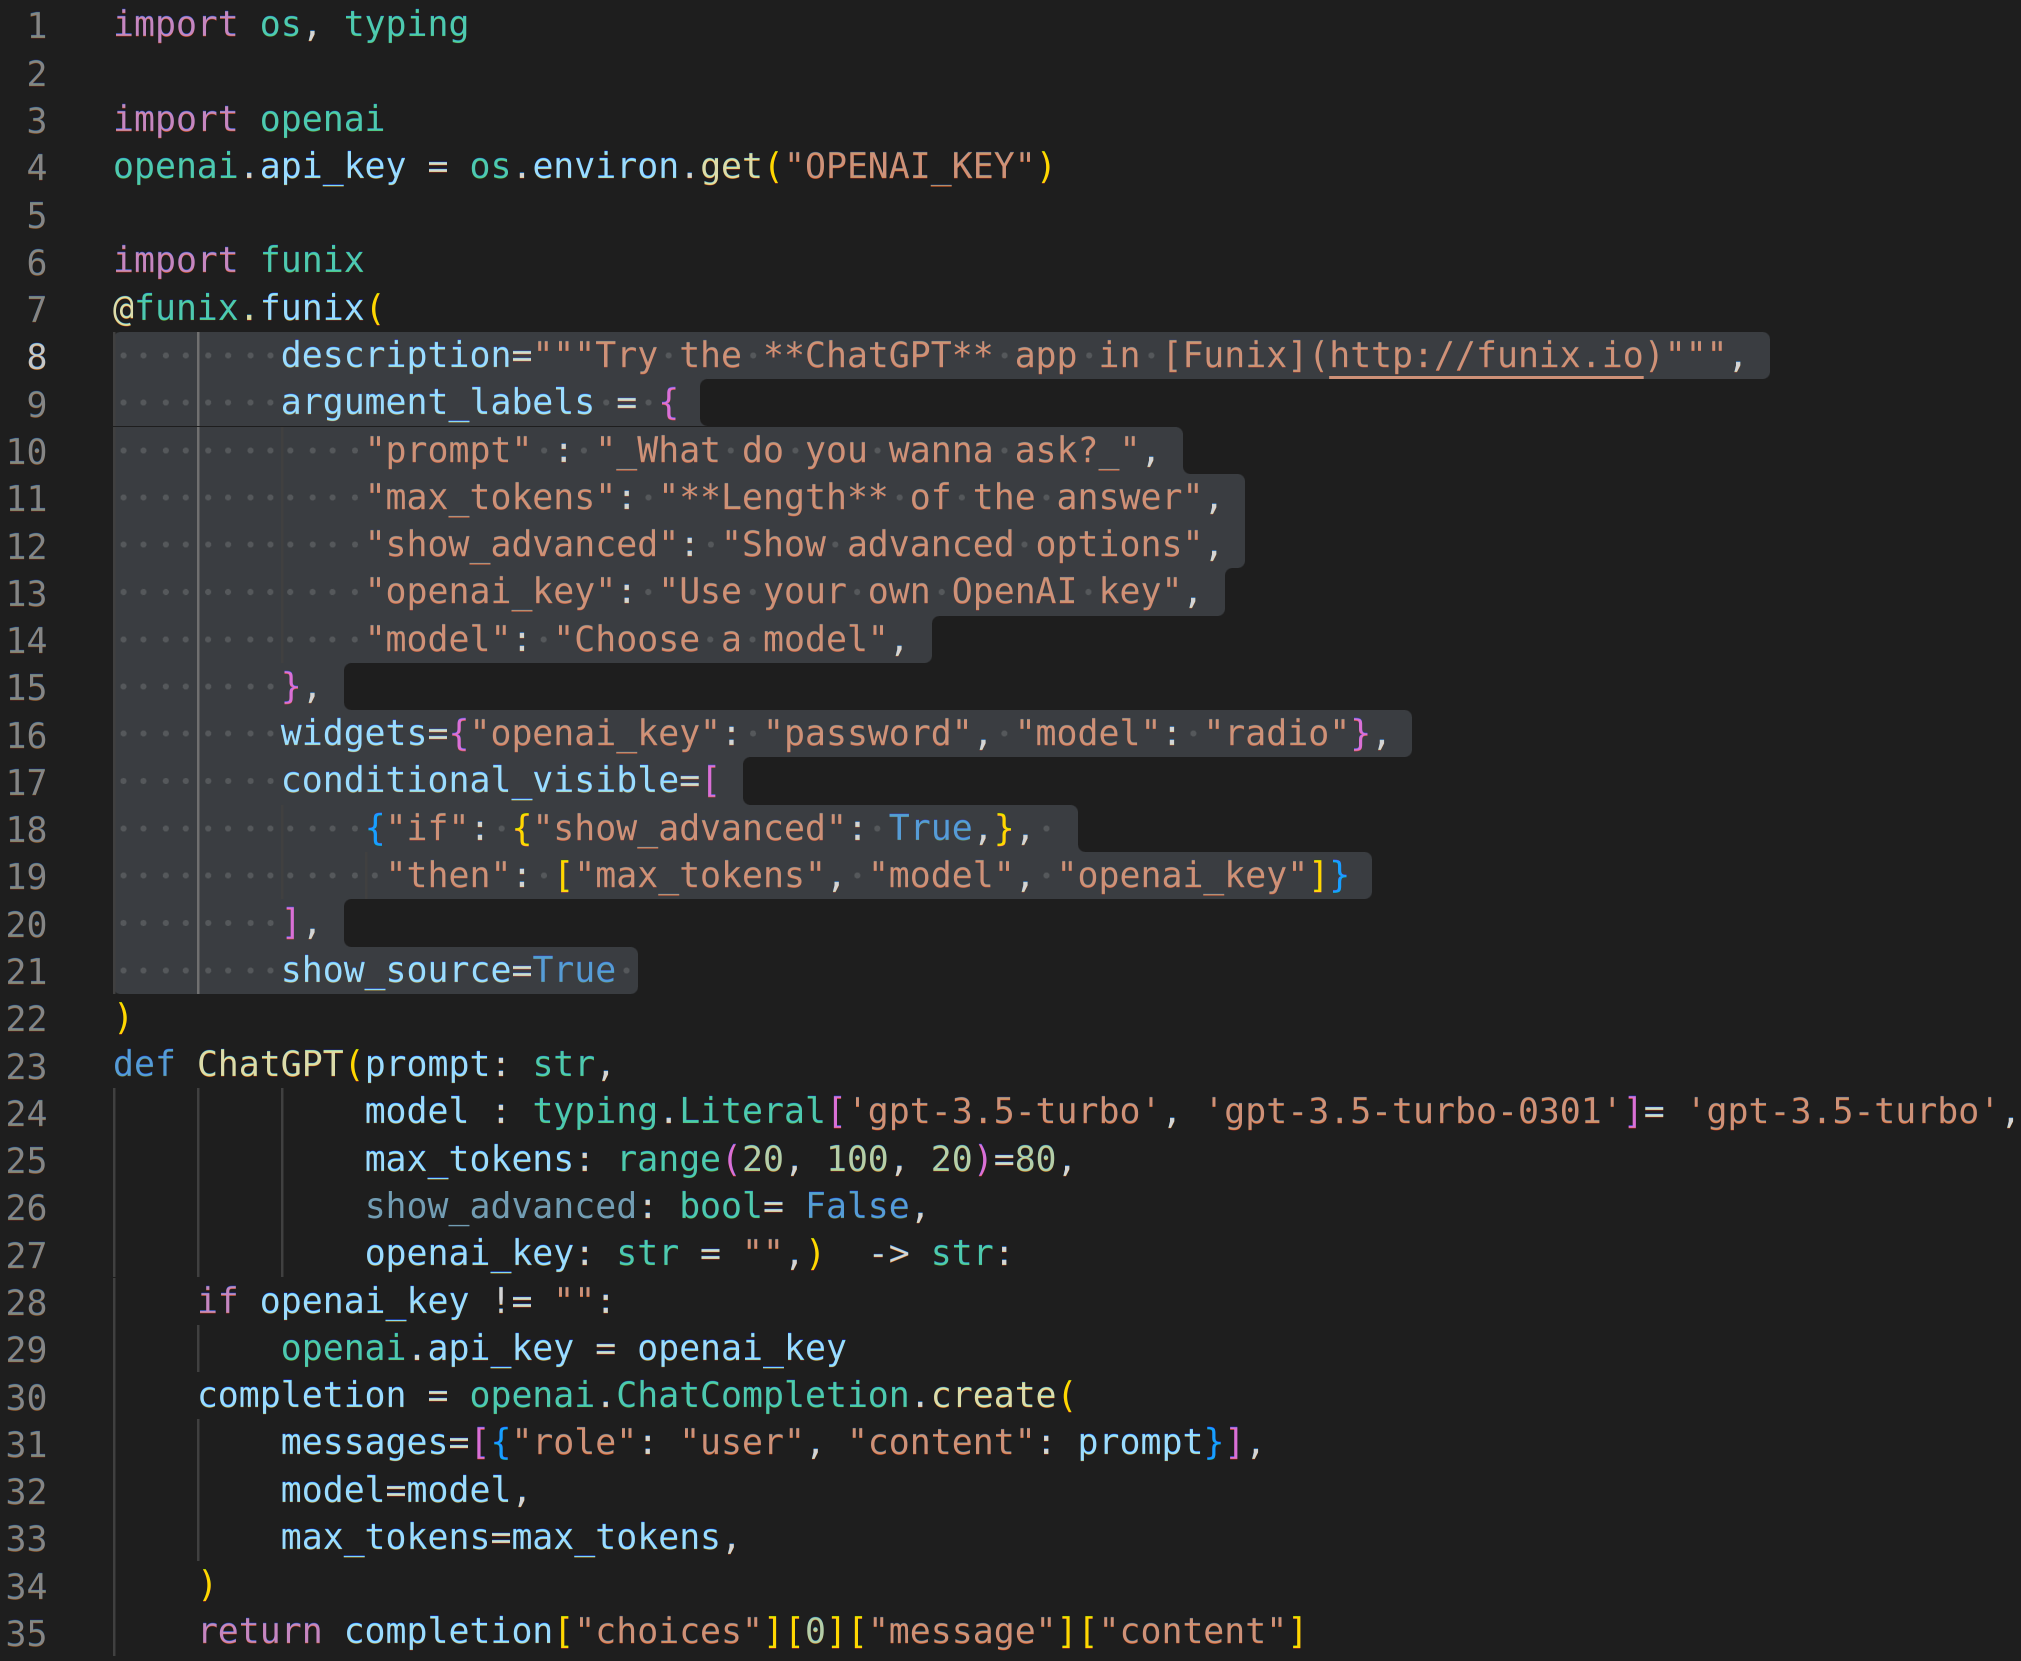 1 import os, typing
2
3 import openai
4 openai.api_key = os.environ.get("OPENAI_KEY")
5
6 import funix
7 @funix.funix(
8         description="""Try the **ChatGPT** app in [Funix](http://funix.io)""",
9         argument_labels = {
10             "prompt" : "_What do you wanna ask?_",
11             "max_tokens": "**Length** of the answer",
12             "show_advanced": "Show advanced options",
13             "openai_key": "Use your own OpenAI key",
14             "model": "Choose a model",
15         },
16         widgets={"openai_key": "password", "model": "radio"},
17         conditional_visible=[
18             {"if": {"show_advanced": True,},
19              "then": ["max_tokens", "model", "openai_key"]}
20         ],
21         show_source=True
22 )
23 def ChatGPT(prompt: str,
24             model : typing.Literal['gpt-3.5-turbo', 'gpt-3.5-turbo-0301']= 'gpt-3.5-turbo',
25             max_tokens: range(20, 100, 20)=80,
26             show_advanced: bool= False,
27             openai_key: str = "",)  -> str:
28     if openai_key != "":
29         openai.api_key = openai_key
30     completion = openai.ChatCompletion.create(
31         messages=[{"role": "user", "content": prompt}],
32         model=model,
33         max_tokens=max_tokens,
34     )
35     return completion["choices"][0]["message"]["content"]